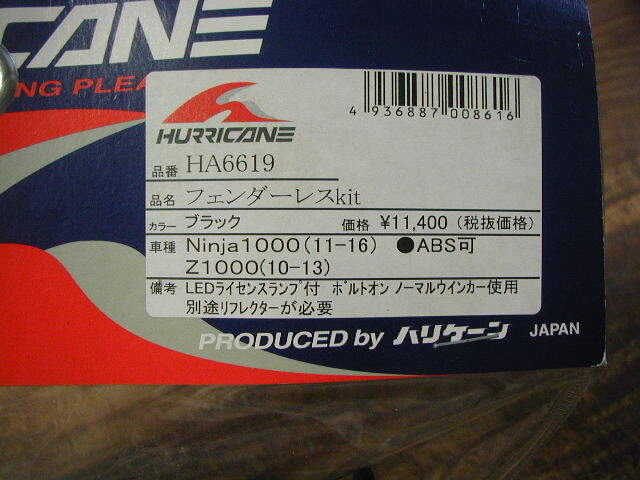 CANE
NG PLEA
HURRICANE
4 936887 008616
品番 HA6619
品名 フェンダーレスkit
カラー ブラック 価格 ¥11,400 (税抜価格)
車種 Ninja1000(11-16) ●ABS可
Z1000(10-13)
備考 LEDライセンスランプ付 ボルトオン ノーマルウインカー使用
別途リフレクターが必要
PRODUCED by ハリケーン JAPAN